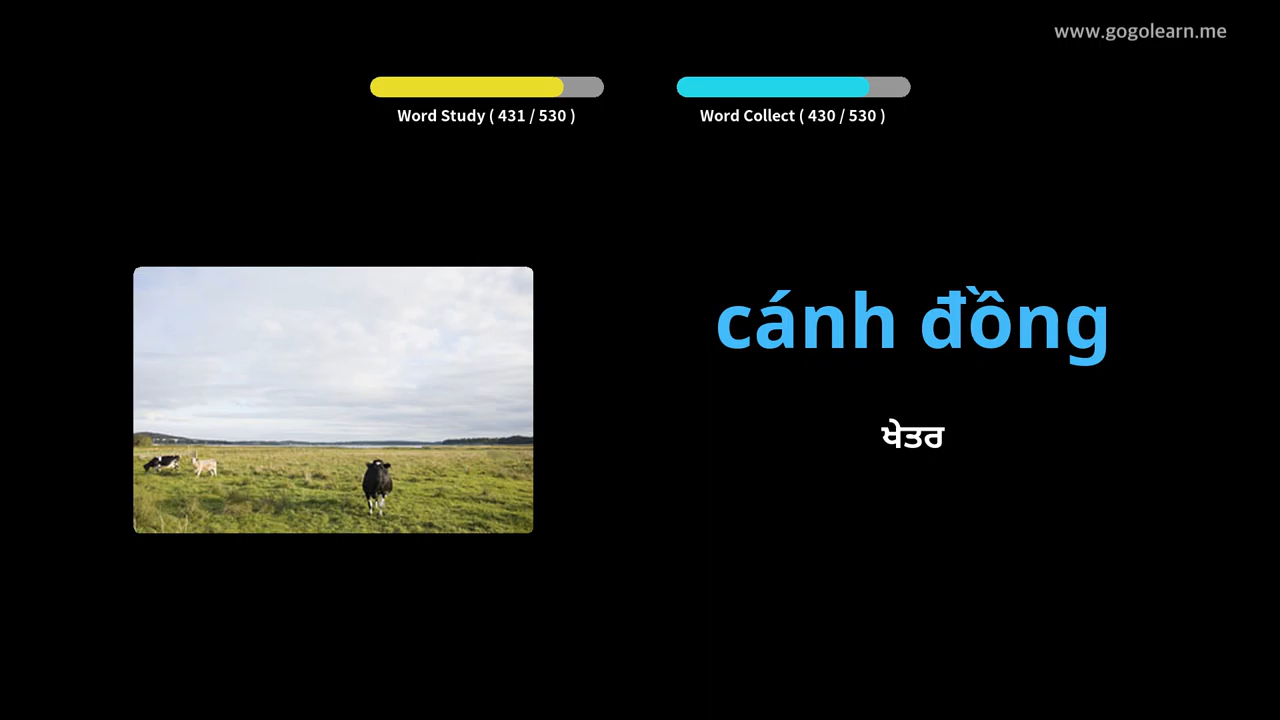 www.gogolearn.me
Word Study ( 431 / 530 )
Word Collect ( 430 / 530 )
cánh đồng
ਖੇਤਰ